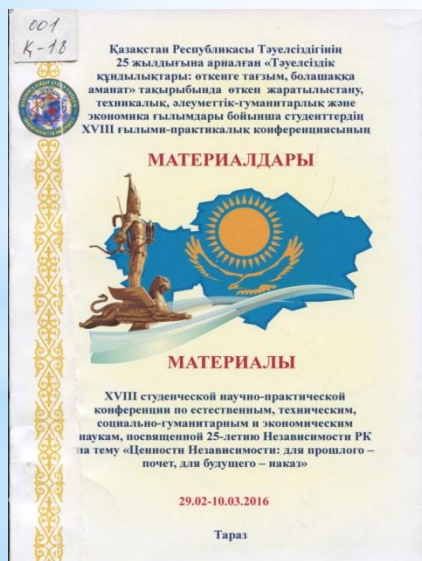 001
Қ-18
Қазақстан Республикасы Тәуелсіздігінің
25 жылдығына арналған «Тәуелсіздік
құндылықтары: өткенге тағзым, болашаққа
аманат» тақырыбында өткен жаратылыстану,
техникалық, әлеуметтік-гуманитарлық және
экономика ғылымдары бойынша студенттердің
XVIII ғылыми-практикалық конференциясының
МАТЕРИАЛДАРЫ
МАТЕРИАЛЫ
XVIII студенческой научно-практической
конференции по естественным, техническим,
социально-гуманитарным и экономическим
наукам, посвященной 25-летию Независимости РК
на тему «Ценности Независимости: для прошлого –
почет, для будущего – наказ»
29.02-10.03.2016
Тараз